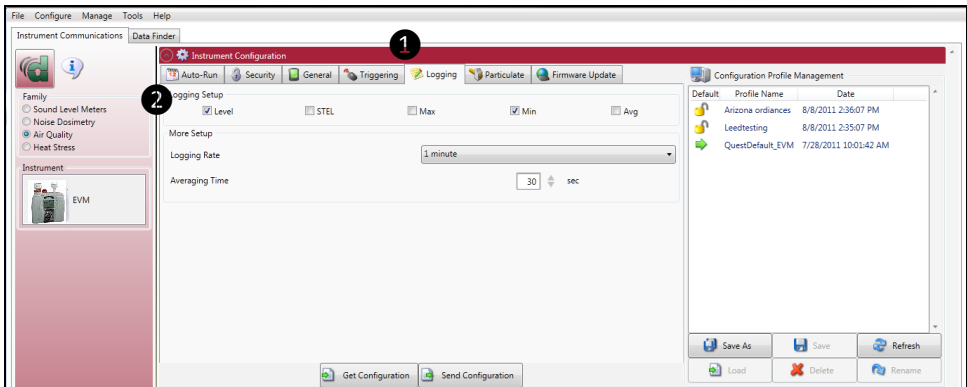 File Configure Manage Tools Help
Instrument Communications Data Finder
1
Instrument Configuration
Auto-Run Security General Triggering Logging Particulate Firmware Update
2
Logging Setup
Level STEL Max Min Avg
More Setup
Logging Rate 1 minute
Averaging Time 30 sec
Get Configuration Send Configuration
Family
Sound Level Meters
Noise Dosimetry
Air Quality
Heat Stress
Instrument
EVM
Configuration Profile Management
Default Profile Name Date
Arizona ordiances 8/8/2011 2:36:07 PM
Leedtesting 8/8/2011 2:35:07 PM
QuestDefault_EVM 7/28/2011 10:01:42 AM
Save As Save Refresh
Load Delete Rename